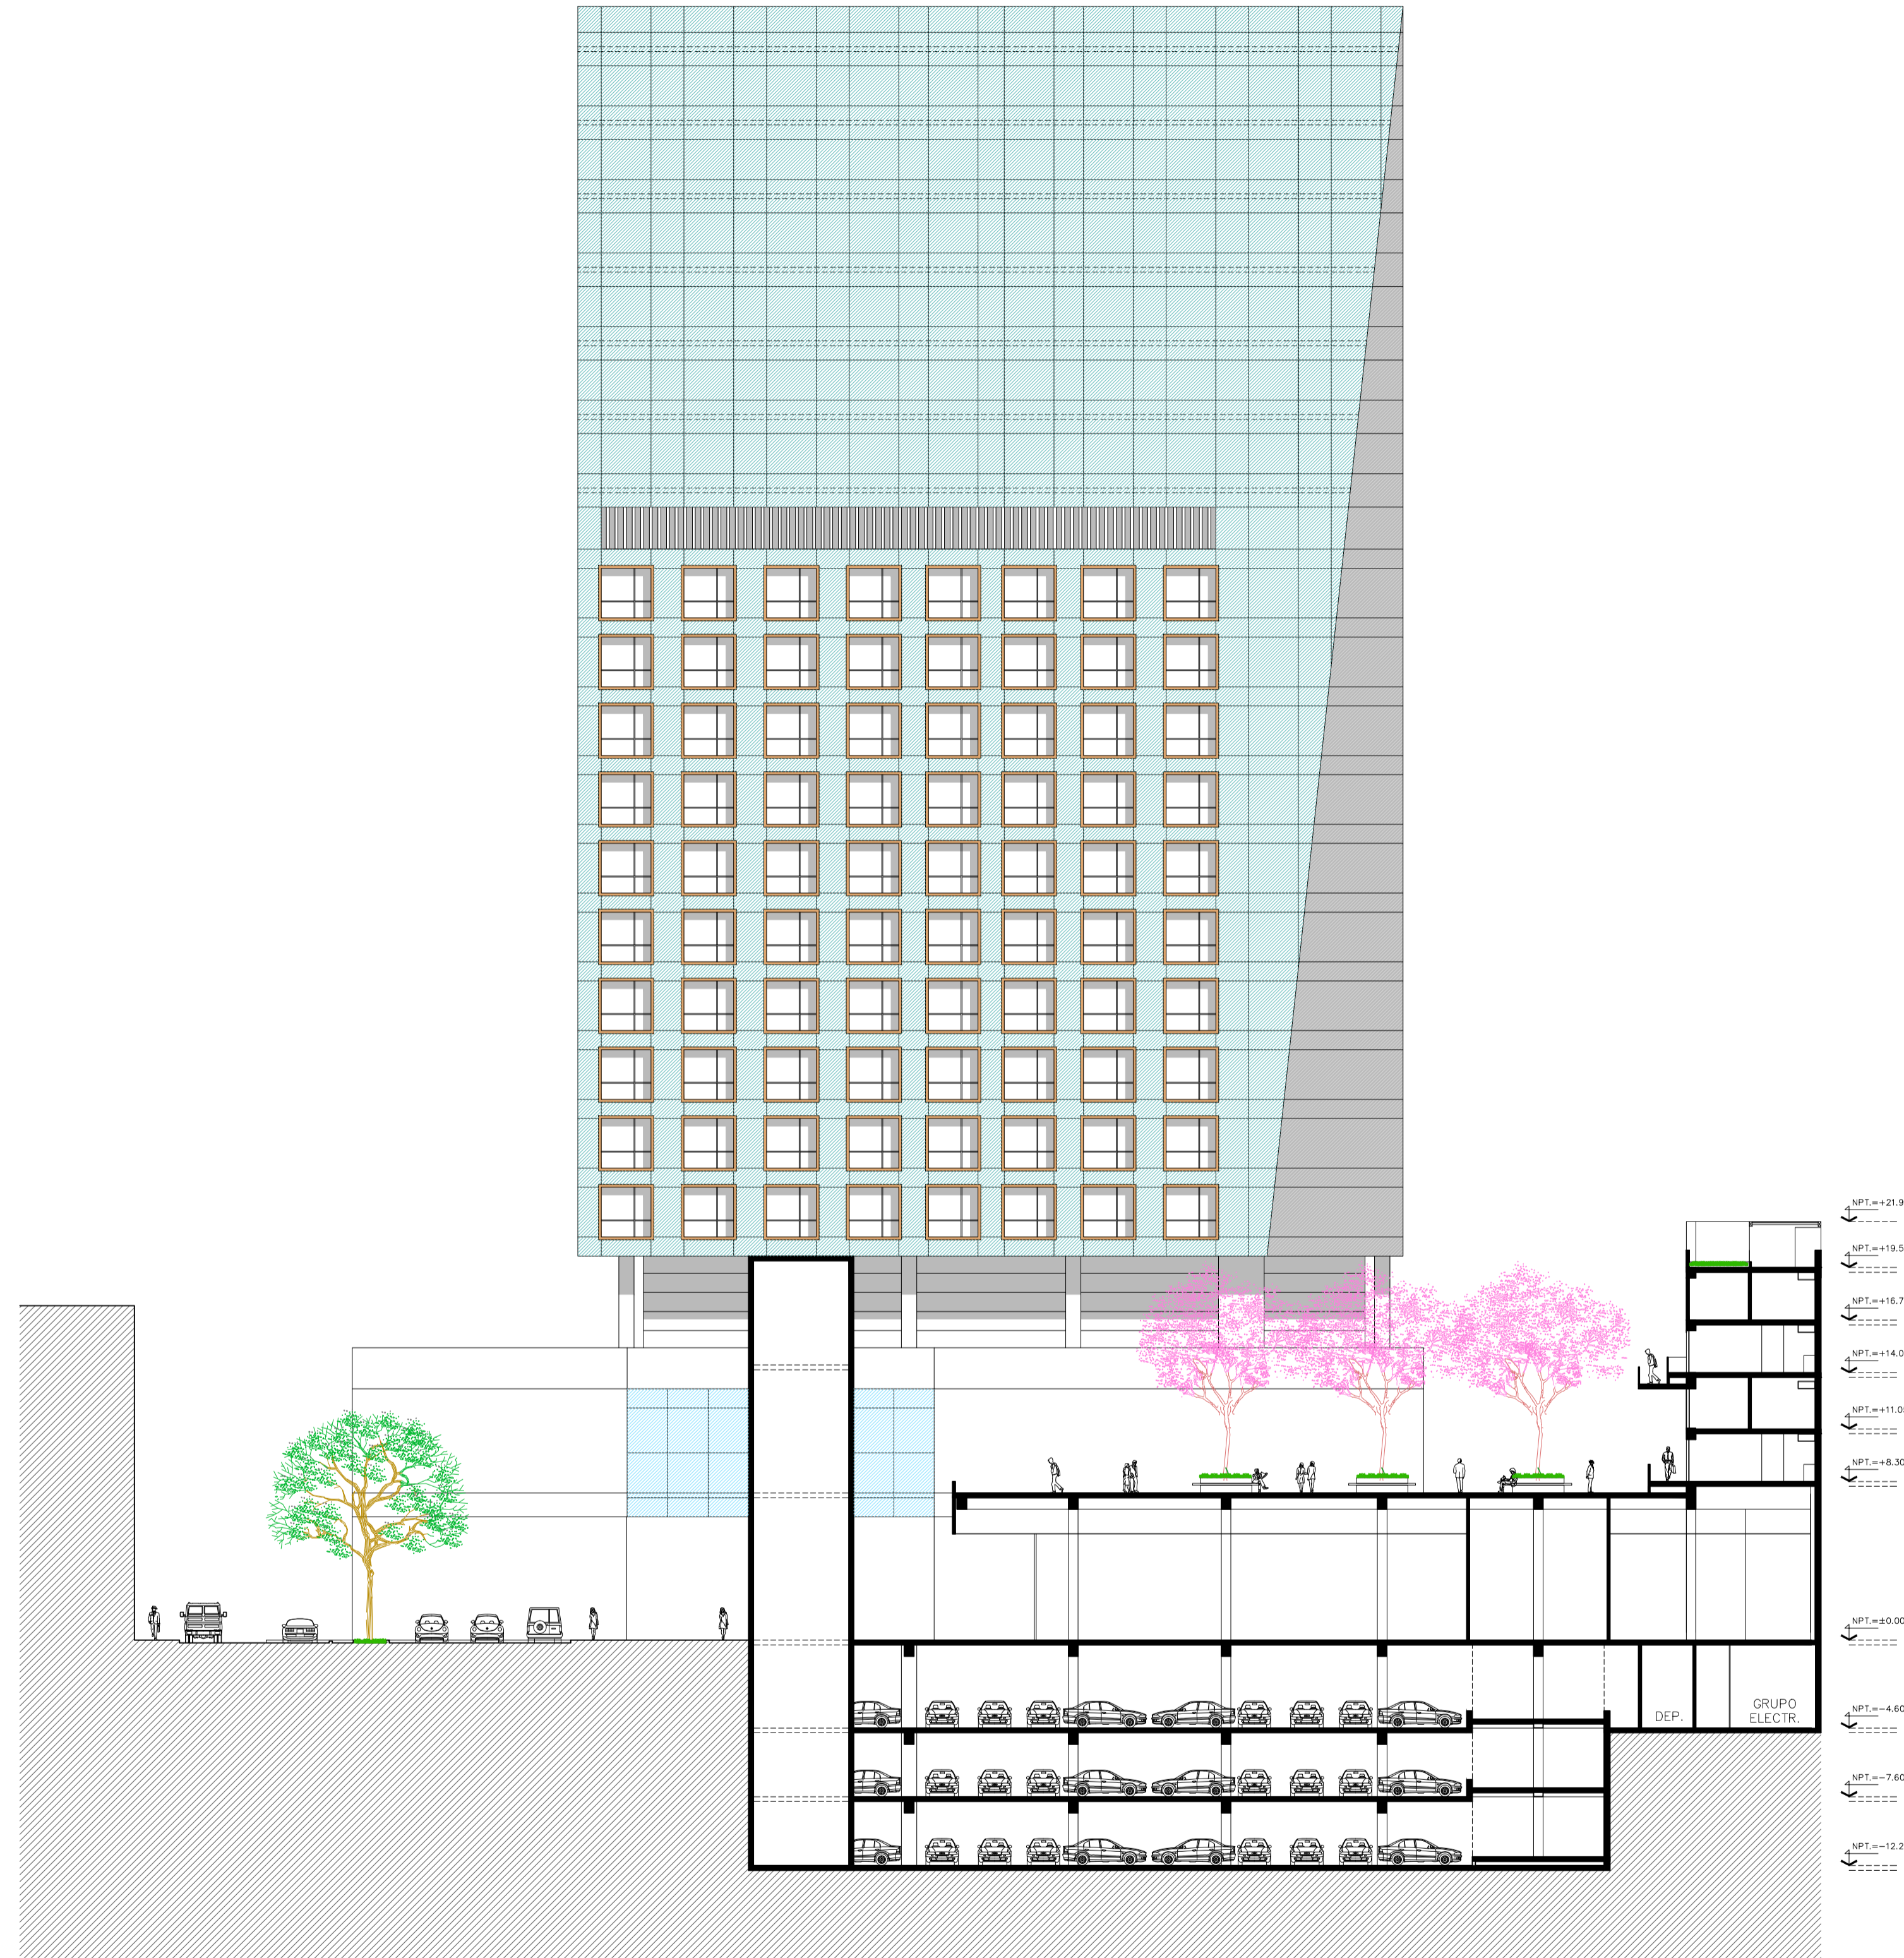 NPT.=+21.9
NPT.=+19.5
NPT.=+16.7
NPT.=+14.0
NPT.=+11.0
NPT.=+8.30
NPT.=±0.00
DEP.
GRUPO
ELECTR.
NPT.=-4.60
NPT.=-7.60
NPT.=-12.2